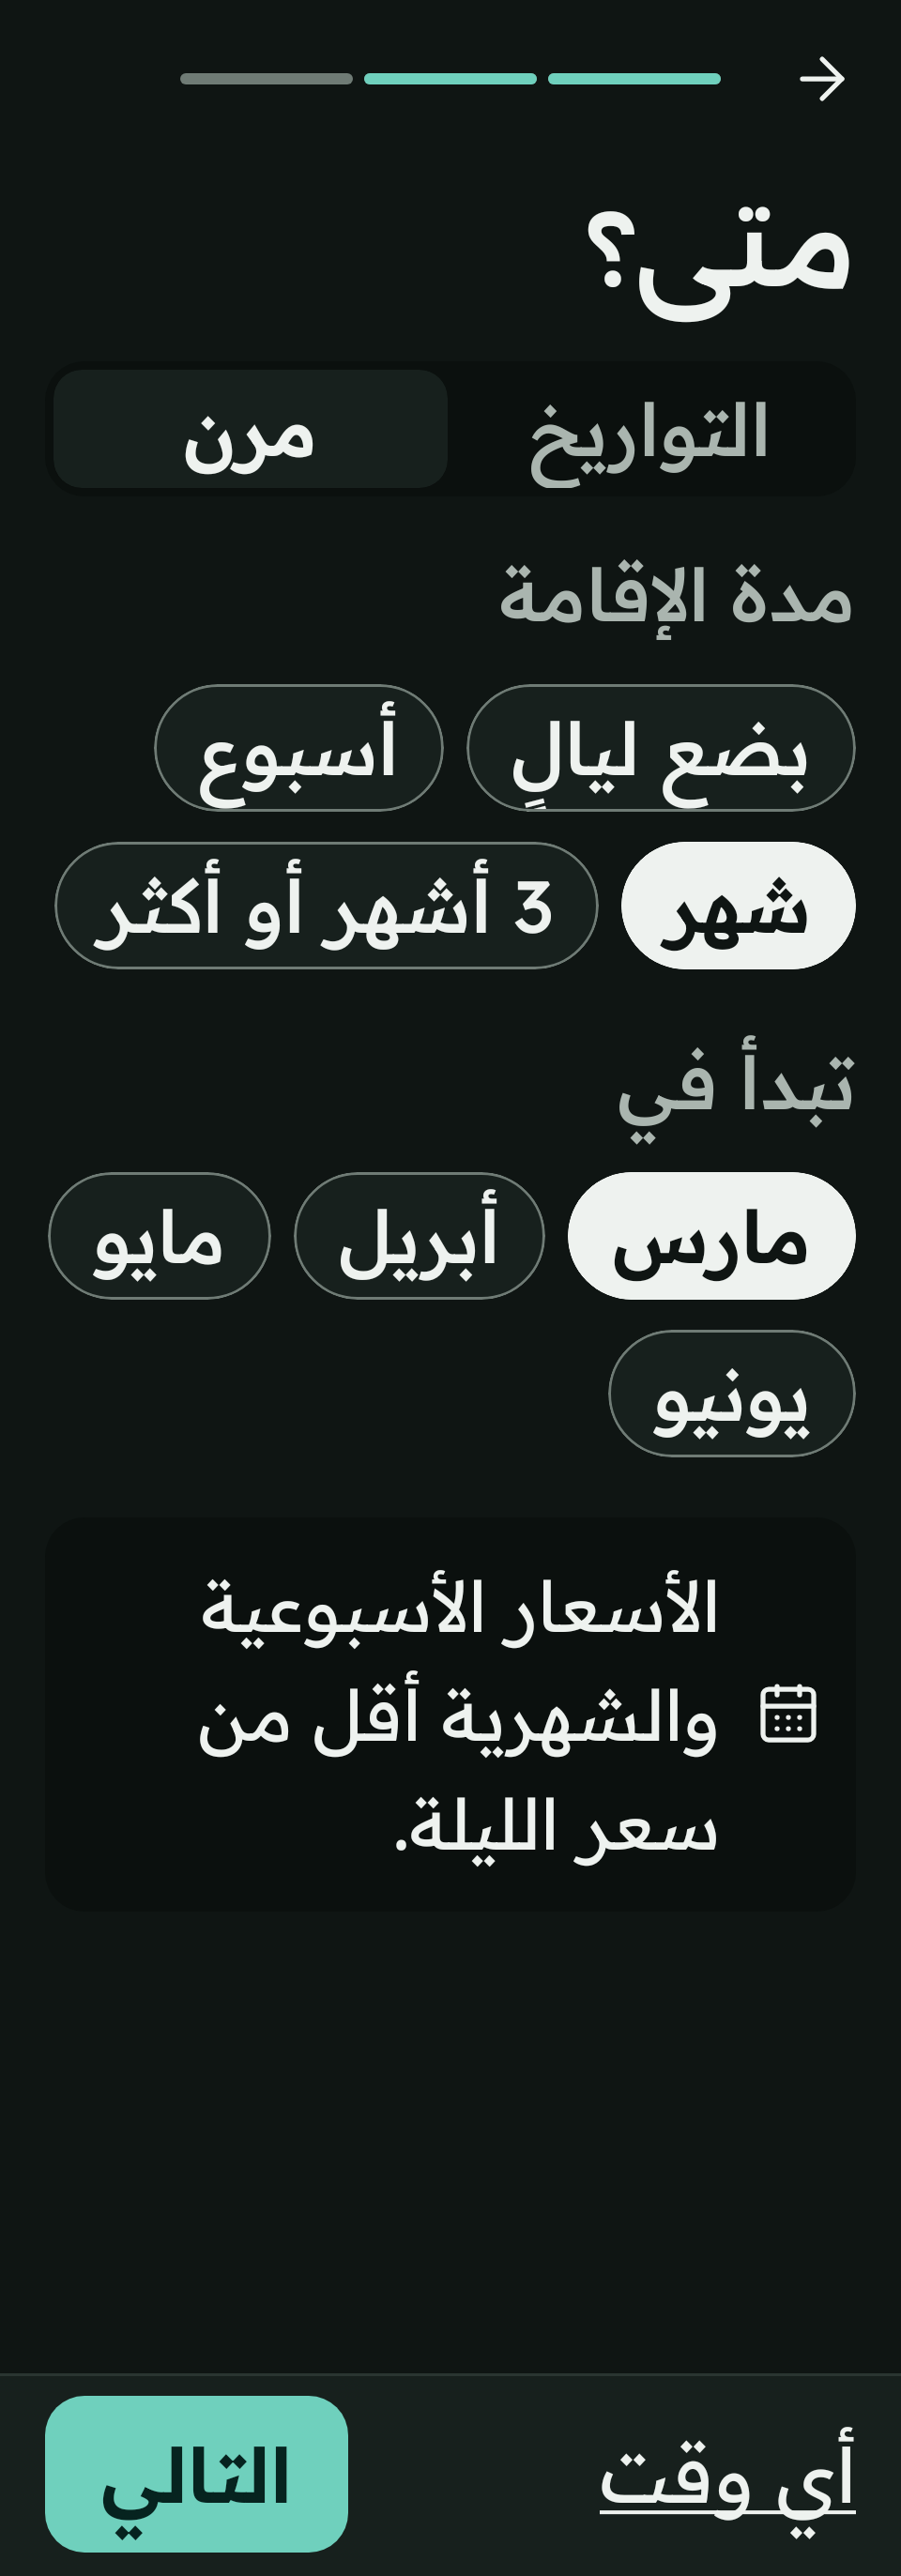 متى؟
التواريخ
مرن
مدة الإقامة
بضع ليالٍ
أسبوع
شهر
3 أشهر أو أكثر
تبدأ في
مارس
أبريل
مايو
يونيو
الأسعار الأسبوعية
والشهرية أقل من
سعر الليلة.
أي وقت
التالي